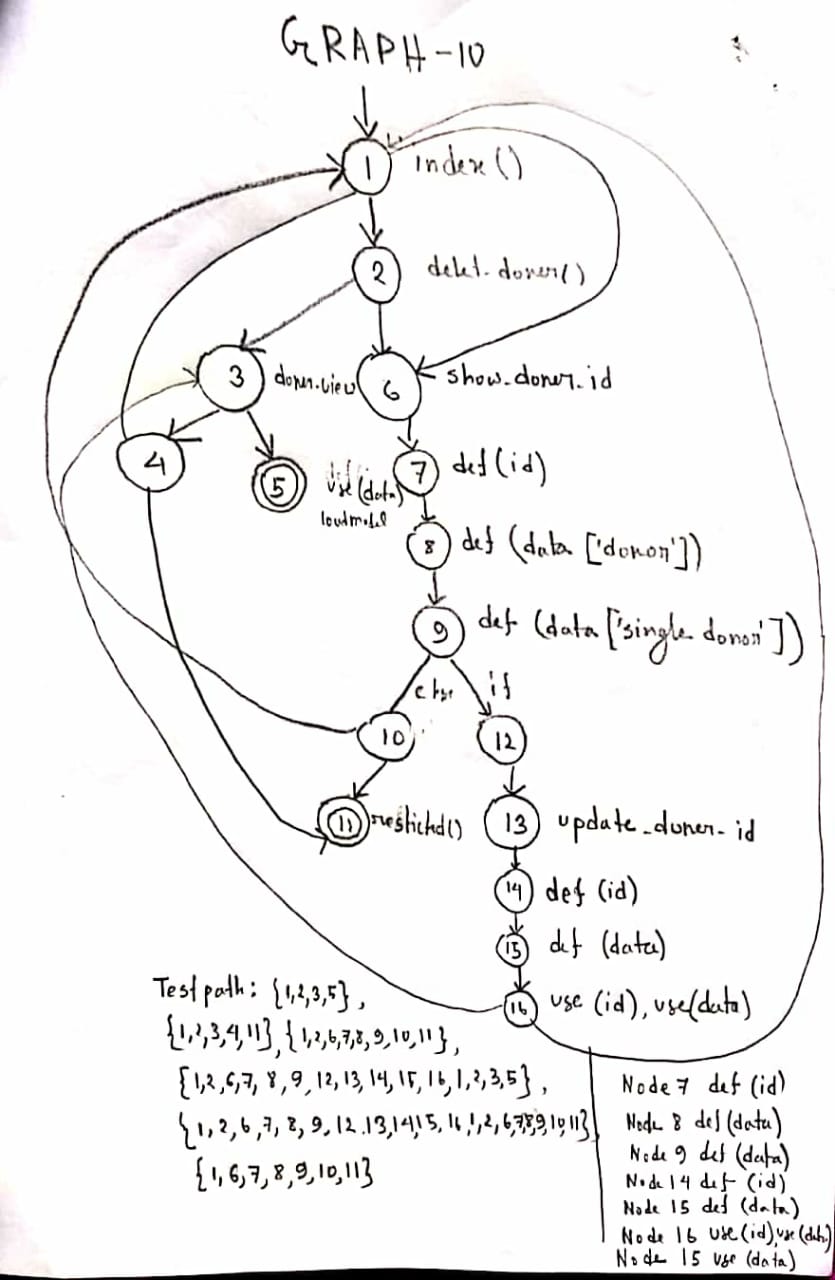 GRAPH-10
1 index()
2 delet-doner()
3 doner-view
6 show-doner-id
4
5 use(data)
loadmodel
7 def(id)
8 def (data ['donor'])
9 def (data ['single donor'])
else if
10
12
11
13 update-doner-id
14 def (id)
15 def (data)
16 use (id), use(data)
Test path: {1,2,3,5},
{1,2,3,4,11}, {1,2,6,7,8,9,10,11},
{1,2,6,7, 8,9,12,13,14,15,16,1,2,3,5},
{1,2,6,7,8,9,12.13,14,15,16,1,2,6,7,8,9,10,11}
{1,6,7,8,9,10,11}
Node 7 def (id)
Node 8 def (data)
Node 9 def (data)
Node 14 def (id)
Node 15 def (data)
Node 16 use (id), use (data)
Node 15 use (data)